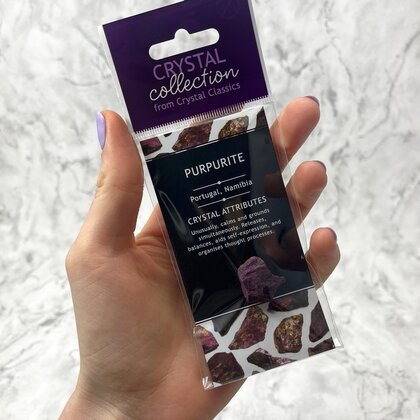 CRYSTAL
collection
from Crystal Classics
PURPURITE
Portugal, Namibia
CRYSTAL ATTRIBUTES
Unusually, calms and grounds
simultaneously. Releases,
balances, aids self-expression, and
organises thought processes.